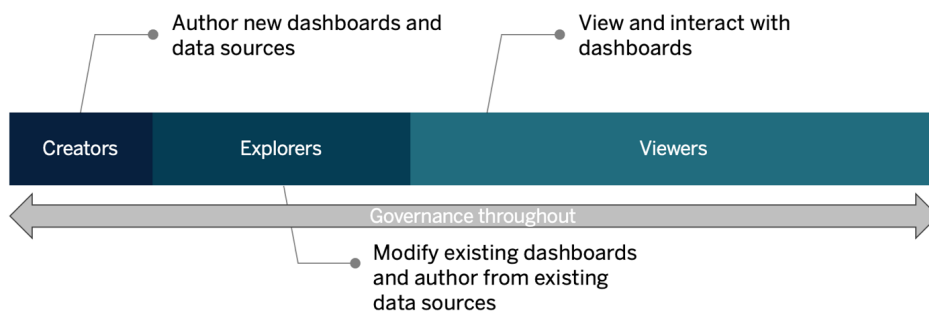 Author new dashboards and
data sources
View and interact with
dashboards
Creators
Explorers
Viewers
Governance throughout
Modify existing dashboards
and author from existing
data sources